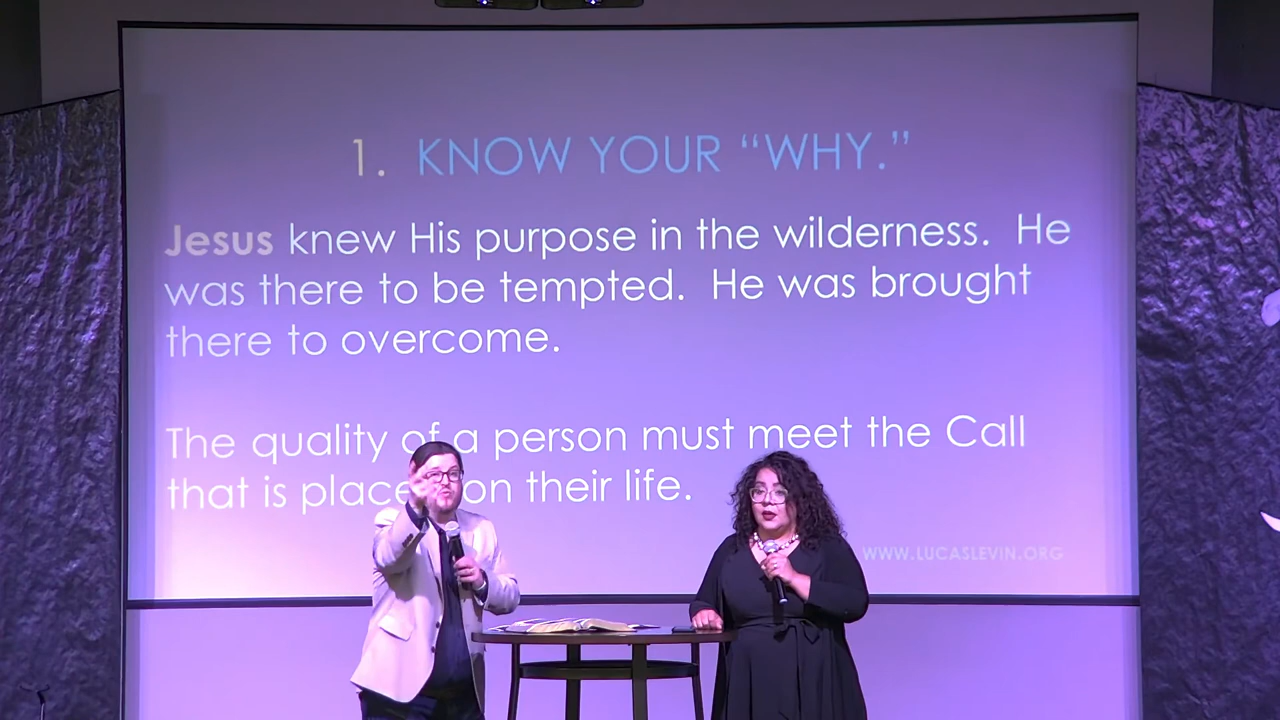 1. KNOW YOUR “WHY.”
Jesus knew His purpose in the wilderness. He
was there to be tempted. He was brought
there to overcome.
The quality of a person must meet the Call
that is place on their life.
WWW.LUCASLEVIN.ORG